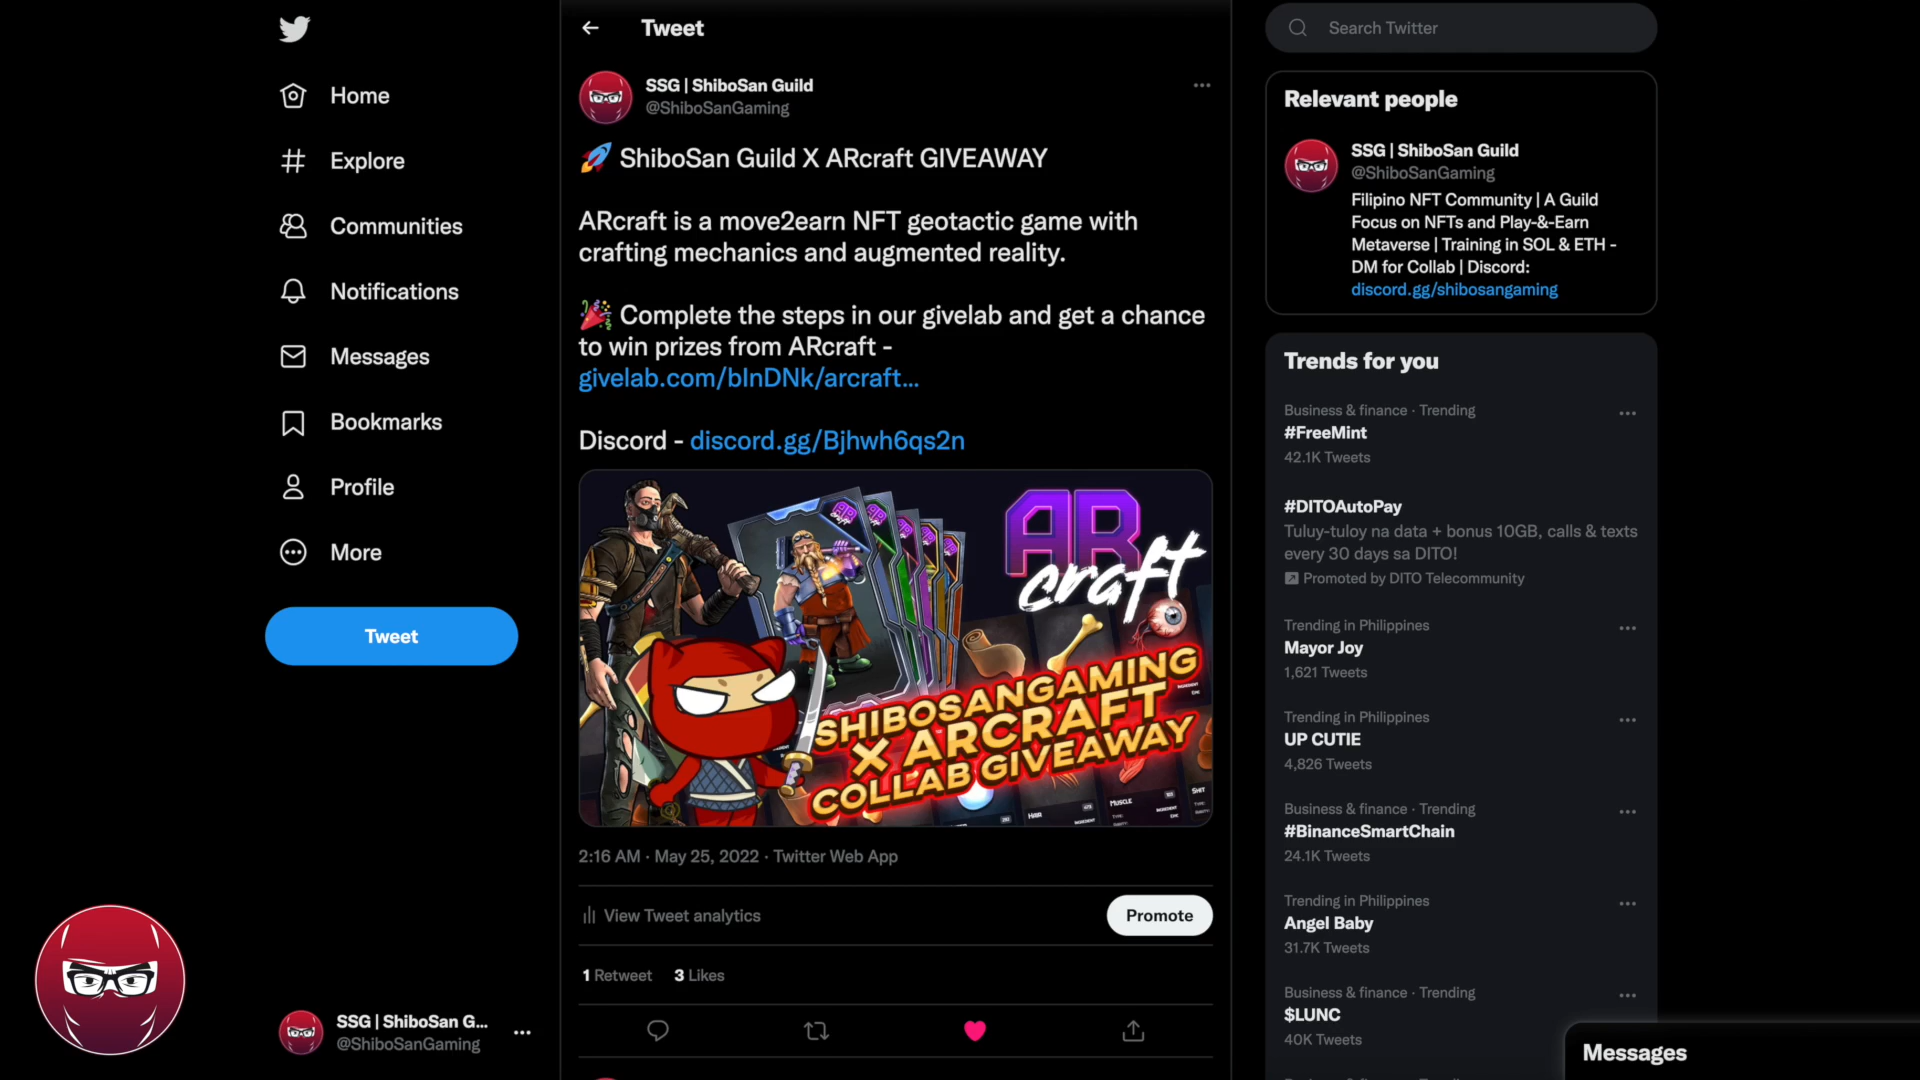 Home
Explore
Communities
Notifications
Messages
Bookmarks
Profile
More
Tweet
SSG | ShiboSan G...
@ShiboSanGaming
Tweet
SSG | ShiboSan Guild
@ShiboSanGaming
🚀 ShiboSan Guild X ARcraft GIVEAWAY
ARcraft is a move2earn NFT geotactic game with
crafting mechanics and augmented reality.
🎉 Complete the steps in our givelab and get a chance
to win prizes from ARcraft -
givelab.com/bInDNk/arcraft...
Discord - discord.gg/Bjhwh6qs2n
AR
craft
SHIBOSANGAMING
X ARCRAFT
COLLAB GIVEAWAY
HAIR
MUSCLE
2:16 AM · May 25, 2022 · Twitter Web App
View Tweet analytics
Promote
1 Retweet 3 Likes
Search Twitter
Relevant people
SSG | ShiboSan Guild
@ShiboSanGaming
Filipino NFT Community | A Guild
Focus on NFTs and Play-&-Earn
Metaverse | Training in SOL & ETH -
DM for Collab | Discord:
discord.gg/shibosangaming
Trends for you
Business & finance · Trending
#FreeMint
42.1K Tweets
#DITOAutoPay
Tuluy-tuloy na data + bonus 10GB, calls & texts
every 30 days sa DITO!
Promoted by DITO Telecommunity
Trending in Philippines
Mayor Joy
1,621 Tweets
Trending in Philippines
UP CUTIE
4,826 Tweets
Business & finance · Trending
#BinanceSmartChain
24.1K Tweets
Trending in Philippines
Angel Baby
31.7K Tweets
Business & finance · Trending
$LUNC
40K Tweets
Messages